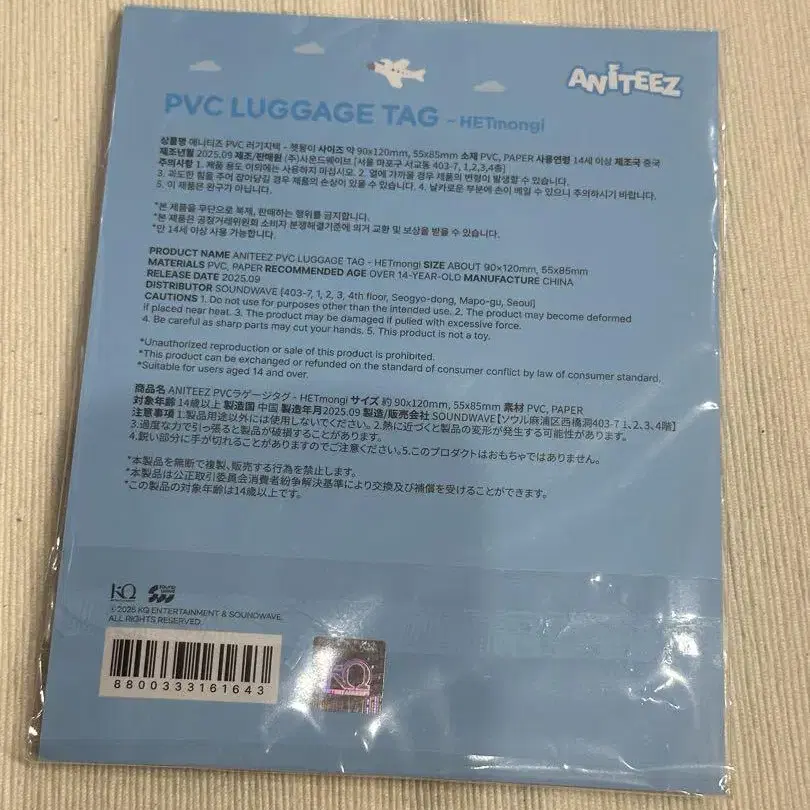 ANITEEZ
PVC LUGGAGE TAG - HETmongi
상품명 애니티즈 PVC 러기지택 - 헷몽이 사이즈 약 90x120mm, 55x85mm 소재 PVC, PAPER 사용연령 14세 이상 제조국 중국
제조년월 2025.09 제조/판매원 (주)사운드웨이브 [서울 마포구 서교동 403-7, 1,2,3,4층]
주의사항 1. 제품 용도 이외에는 사용하지 마십시오. 2. 열에 가까울 경우 제품의 변형이 발생할 수 있습니다.
3. 과도한 힘을 주어 잡아당길 경우 제품의 손상이 있을 수 있습니다. 4. 날카로운 부분에 손이 베일 수 있으니 주의하시기 바랍니다.
5. 이 제품은 완구가 아닙니다.
*본 제품을 무단으로 복제, 판매하는 행위를 금지합니다.
*본 제품은 공정거래위원회 소비자 분쟁해결기준에 의거 교환 및 보상을 받을 수 있습니다.
*만 14세 이상 사용 가능합니다.
PRODUCT NAME ANITEEZ PVC LUGGAGE TAG - HETmongi SIZE ABOUT 90x120mm, 55x85mm
MATERIALS PVC, PAPER RECOMMENDED AGE OVER 14-YEAR-OLD MANUFACTURE CHINA
RELEASE DATE 2025.09
DISTRIBUTOR SOUNDWAVE [403-7, 1, 2, 3, 4th floor, Seogyo-dong, Mapo-gu, Seoul]
CAUTIONS 1. Do not use for purposes other than the intended use. 2. The product may become deformed
if placed near heat. 3. The product may be damaged if pulled with excessive force.
4. Be careful as sharp parts may cut your hands. 5. This product is not a toy.
*Unauthorized reproduction or sale of this product is prohibited.
*This product can be exchanged or refunded on the standard of consumer conflict by law of consumer standard.
*Suitable for users aged 14 and over.
商品名 ANITEEZ PVCラゲージタグ - HETmongi サイズ 約 90x120mm, 55x85mm 素材 PVC, PAPER
対象年齢 14歳以上 製造国 中国 製造年月2025.09 製造/販売会社 SOUNDWAVE【ソウル麻浦区西橋洞403-7 1、2、3、4階】
注意事項 1.製品用途以外には使用しないでください。2.熱に近づくと製品の変形が発生する可能性があります。
3.過度な力で引っ張ると製品が破損することがあります。
4.鋭い部分に手が切れることがありますのでご注意ください。5.このプロダクトはおもちゃではありません。
*本製品を無断で複製、販売する行為を禁止します。
*本製品は公正取引委員会消費者紛争解決基準により交換及び補償を受けることができます。
*この製品の対象年齢は14歳以上です。
KQ SOUND WAVE
© 2025 KQ ENTERTAINMENT & SOUNDWAVE.
ALL RIGHTS RESERVED.
8800333161643